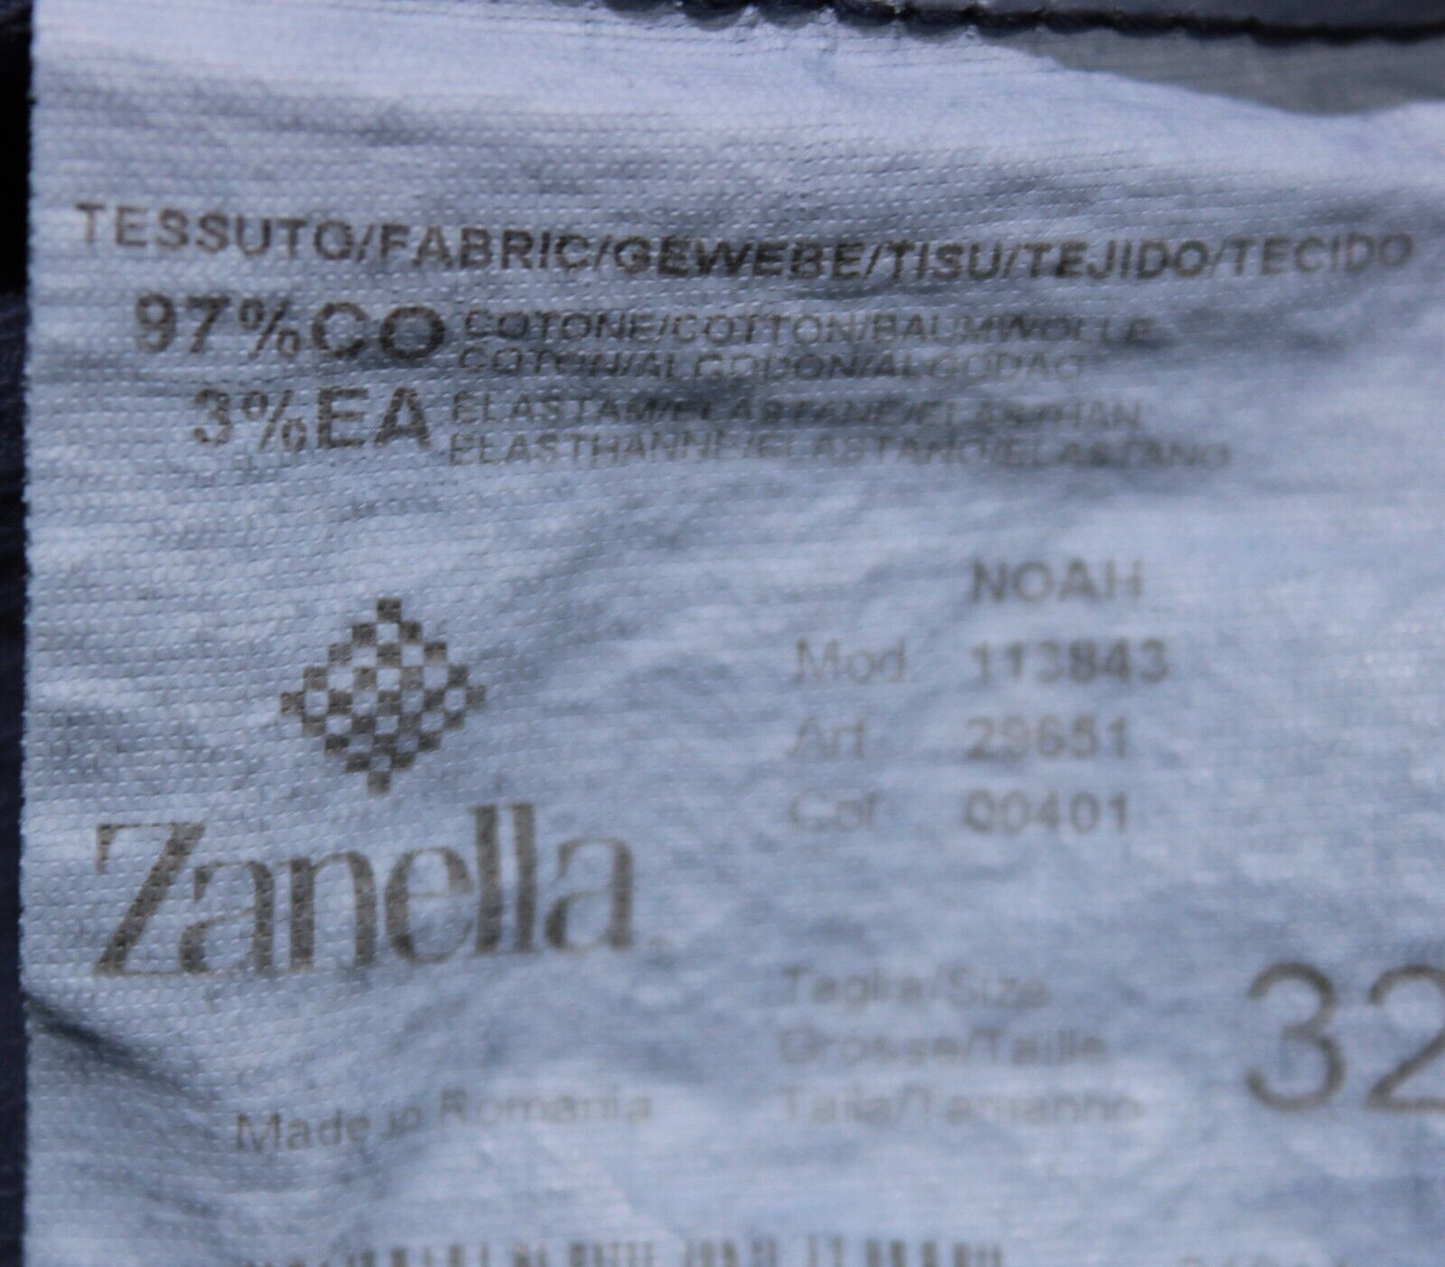 TESSUTO/FABRIC/GEWEBE/TISU/TEJIDO/TECIDO
97%CO COTONE/COTTON/BAUMWOLLE
COTON/ALGODON/ALGODAO
3%EA ELASTAM/ELASTANE/ELASTHAN
ELASTHANNE/ELASTANO/ELASTANO
NOAH
Mod 113843
Art 29651
Col 00401
Zanella
Taglia/Size
Grosse/Taille 32
Talla/Tamanho
Made in Romania